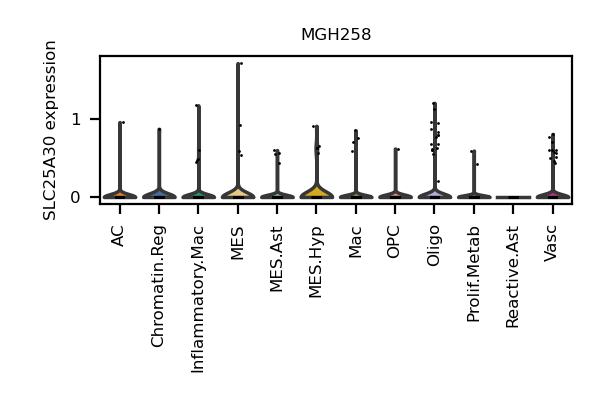 MGH258
SLC25A30 expression
1
0
AC
Chromatin.Reg
Inflammatory.Mac
MES
MES.Ast
MES.Hyp
Mac
OPC
Oligo
Prolif.Metab
Reactive.Ast
Vasc